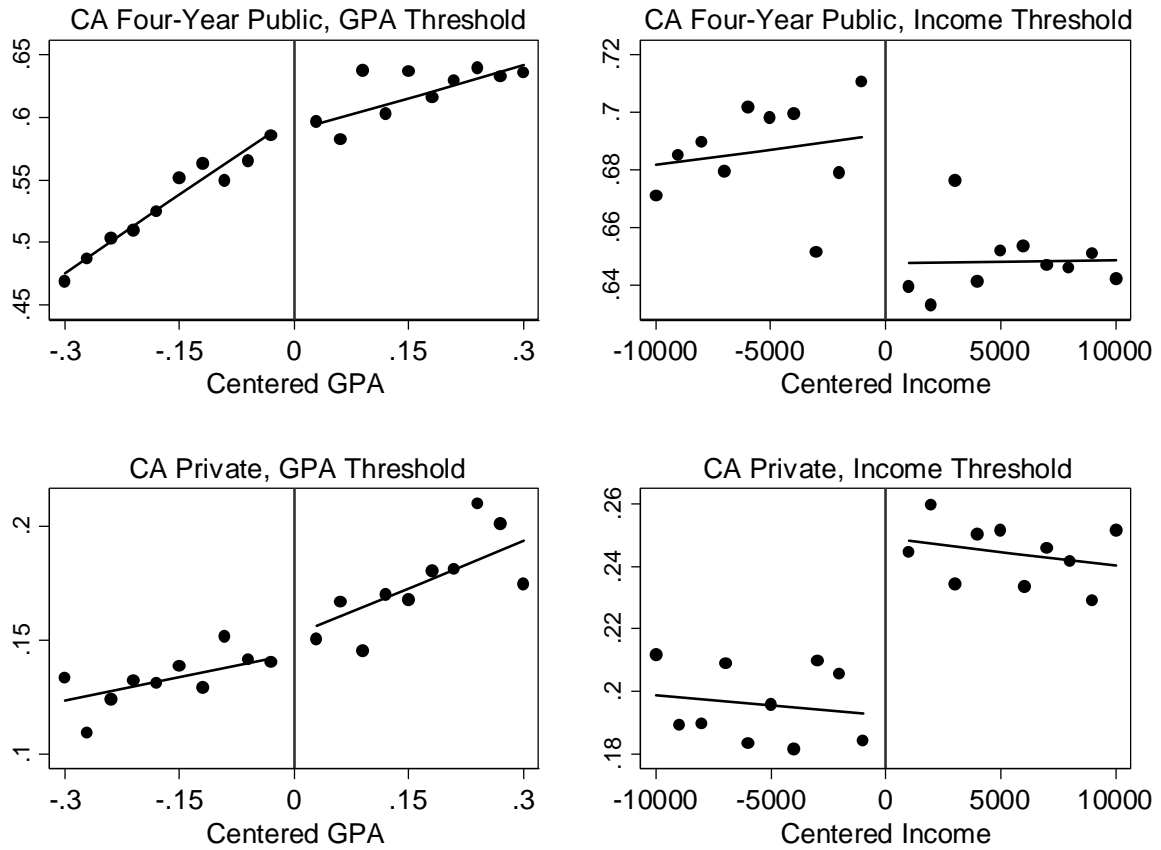 CA Four-Year Public, GPA Threshold
.65
.6
.55
.5
.45
-.3 -.15 0 .15 .3
Centered GPA
CA Four-Year Public, Income Threshold
.72
.7
.68
.66
.64
-10000 -5000 0 5000 10000
Centered Income
CA Private, GPA Threshold
.2
.15
.1
-.3 -.15 0 .15 .3
Centered GPA
CA Private, Income Threshold
.26
.24
.22
.2
.18
-10000 -5000 0 5000 10000
Centered Income